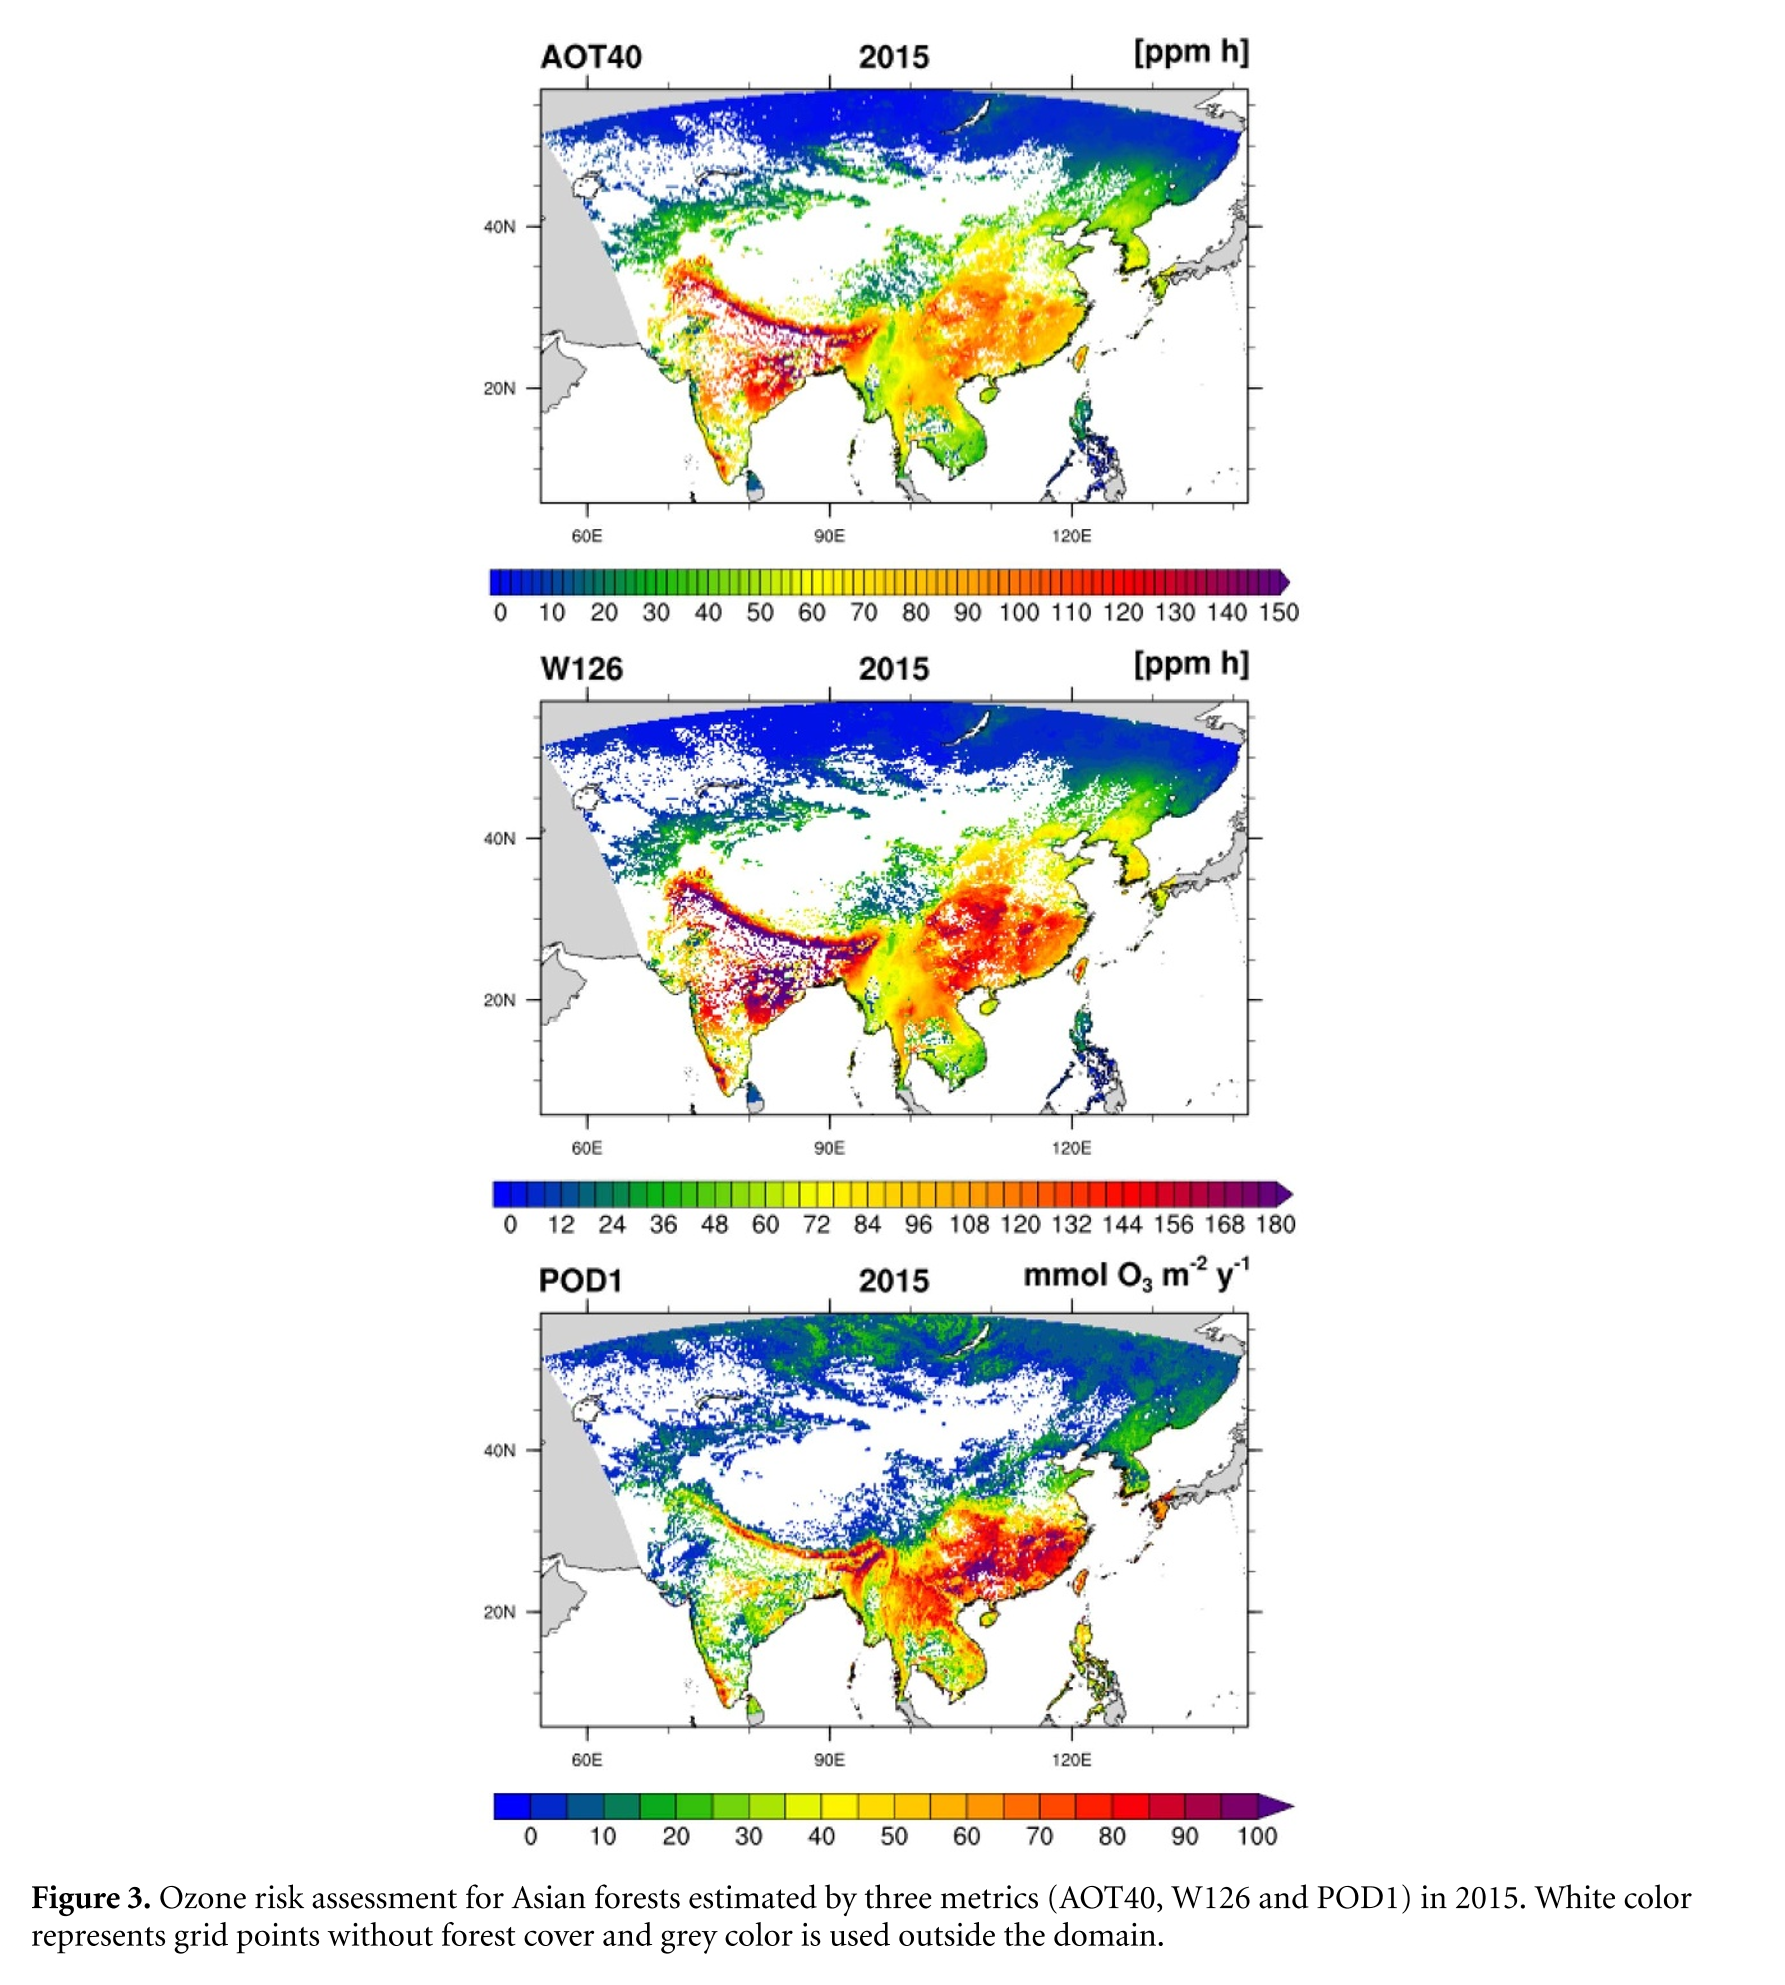 AOT40 2015 [ppm h]
40N
20N
60E 90E 120E
0 10 20 30 40 50 60 70 80 90 100 110 120 130 140 150
W126 2015 [ppm h]
40N
20N
60E 90E 120E
0 12 24 36 48 60 72 84 96 108 120 132 144 156 168 180
POD1 2015 mmol O₃ m⁻² y⁻¹
40N
20N
60E 90E 120E
0 10 20 30 40 50 60 70 80 90 100
Figure 3. Ozone risk assessment for Asian forests estimated by three metrics (AOT40, W126 and POD1) in 2015. White color
represents grid points without forest cover and grey color is used outside the domain.